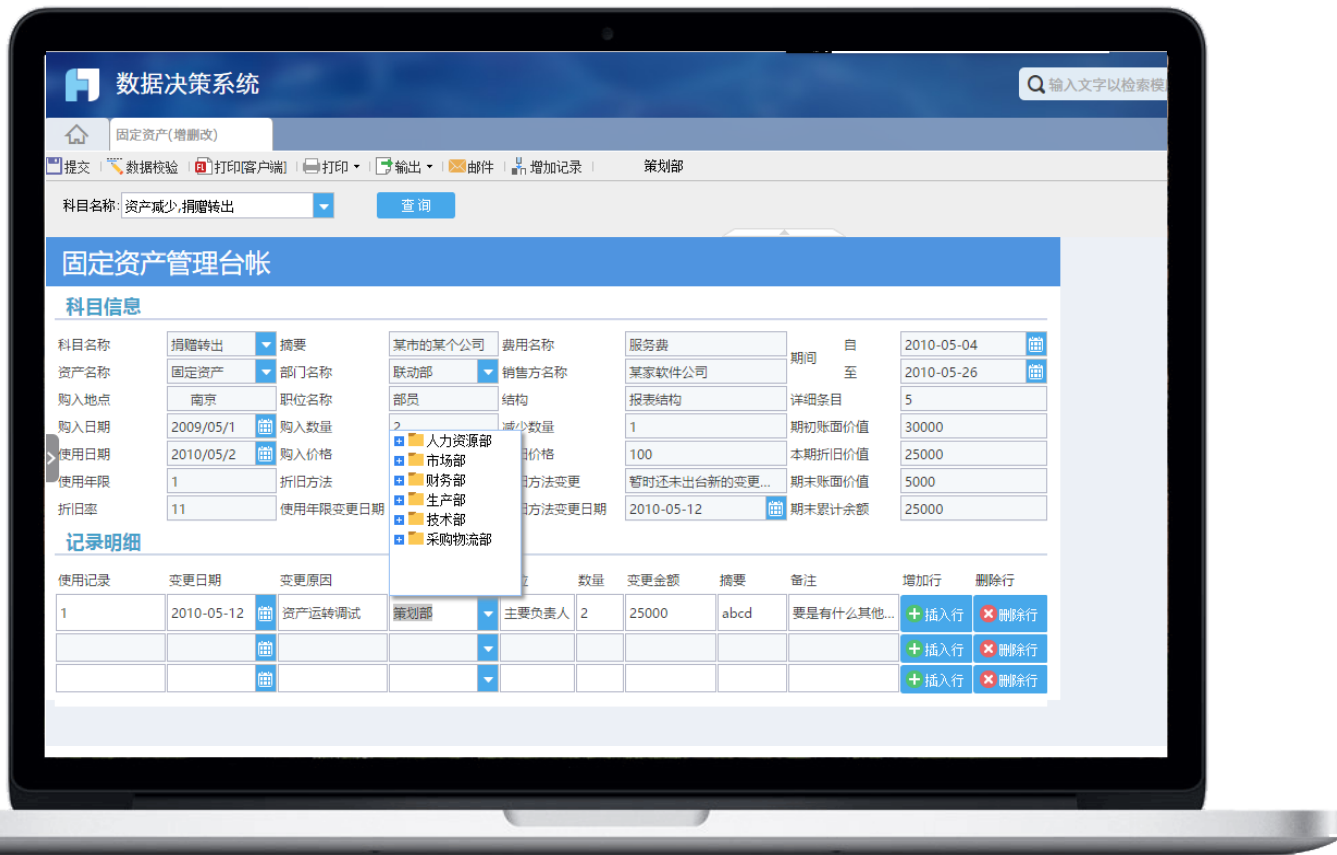 数据决策系统
输入文字以检索模
固定资产(增删改)
提交 数据校验 打印[客户端] 打印 输出 邮件 增加记录 策划部
科目名称: 资产减少,捐赠转出 查询
固定资产管理台帐
科目信息
科目名称 捐赠转出 摘要 某市的某个公司 费用名称 服务费 期间 自 2010-05-04
资产名称 固定资产 部门名称 联动部 销售方名称 某家软件公司 至 2010-05-26
购入地点 南京 职位名称 部员 结构 报表结构 详细条目 5
购入日期 2009/05/1 购入数量 2 减少数量 1 期初账面价值 30000
使用日期 2010/05/2 购入价格 旧价格 100 本期折旧价值 25000
使用年限 1 折旧方法 旧方法变更 暂时还未出台新的变更... 期末账面价值 5000
折旧率 11 使用年限变更日期 旧方法变更日期 2010-05-12 期末累计余额 25000
人力资源部
市场部
财务部
生产部
技术部
采购物流部
记录明细
使用记录 变更日期 变更原因 数量 变更金额 摘要 备注 增加行 删除行
1 2010-05-12 资产运转调试 策划部 主要负责人 2 25000 abcd 要是有什么其他... 插入行 删除行
插入行 删除行
插入行 删除行